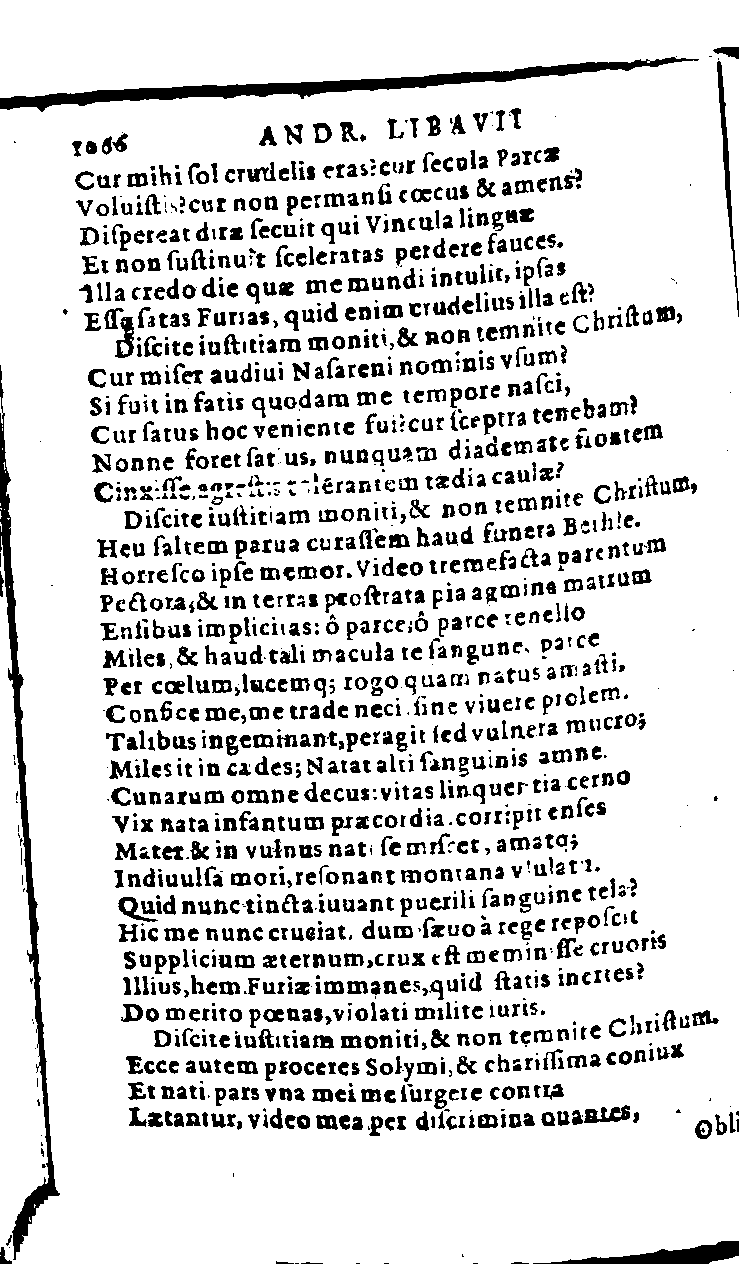 1066 ANDR. LIBAVII
Cur mihi ſol crudelis eras? cur ſecula Parcæ
Voluiſtis? cur non permanſi cœcus & amens?
Diſpereat diræ ſecuit qui Vincula linguæ
Et non ſuſtinuit ſceleratas perdere fauces.
Illa credo die quæ me mundi intulit, ipſas
Eſſe ſatas Furias, quid enim crudelius illa eſt?
Diſcite iuſtitiam moniti, & non temnite Chriſtum,
Cur miſer audiui Naſareni nominis vſum?
Si fuit in fatis quodam me tempore naſci,
Cur ſatus hoc veniente fui? cur ſceptra tenebam?
Nonne foret ſatius, nunquam diademate frontem
Cinxiſſe, agreſtis tolerantem tædia caulæ?
Diſcite iuſtitiam moniti, & non temnite Chriſtum,
Heu ſaltem parua curaſſem haud funera Bethle.
Horreſco ipſe memor. Video tremefacta parentum
Pectora, & in terras proſtrata pia agmina matrum
Enſibus implicitas: ô parce, ô parce tenello
Miles, & haud tali macula te ſangune, parce
Per cœlum, lucemq; rogo quam natus amaſti,
Confice me, me trade neci. ſine viuere prolem.
Talibus ingeminant, peragit ſed vulnera mucro;
Miles it in cædes; Natat alti ſanguinis amne.
Cunarum omne decus: vitas linquentia cerno
Vix nata infantum præcordia. corripit enſes
Mater & in vulnus nati ſe miſcet, amatq;
Indiuulſa mori, reſonant montana vlulatu.
Quid nunc tincta iuuant puerili ſanguine tela?
Hic me nunc cruciat, dum ſæuo à rege repoſcit
Supplicium æternum, crux eſt meminiſſe cruoris
Illius, hem. Furiæ immanes, quid ſtatis inertes?
Do merito pœnas, violati milite iuris.
Diſcite iuſtitiam moniti, & non temnite Chriſtum.
Ecce autem proceres Solymi, & chariſſima coniux
Et nati pars vna mei me ſurgere contra
Lætantur, video mea per diſcrimina ouantes,
Obli